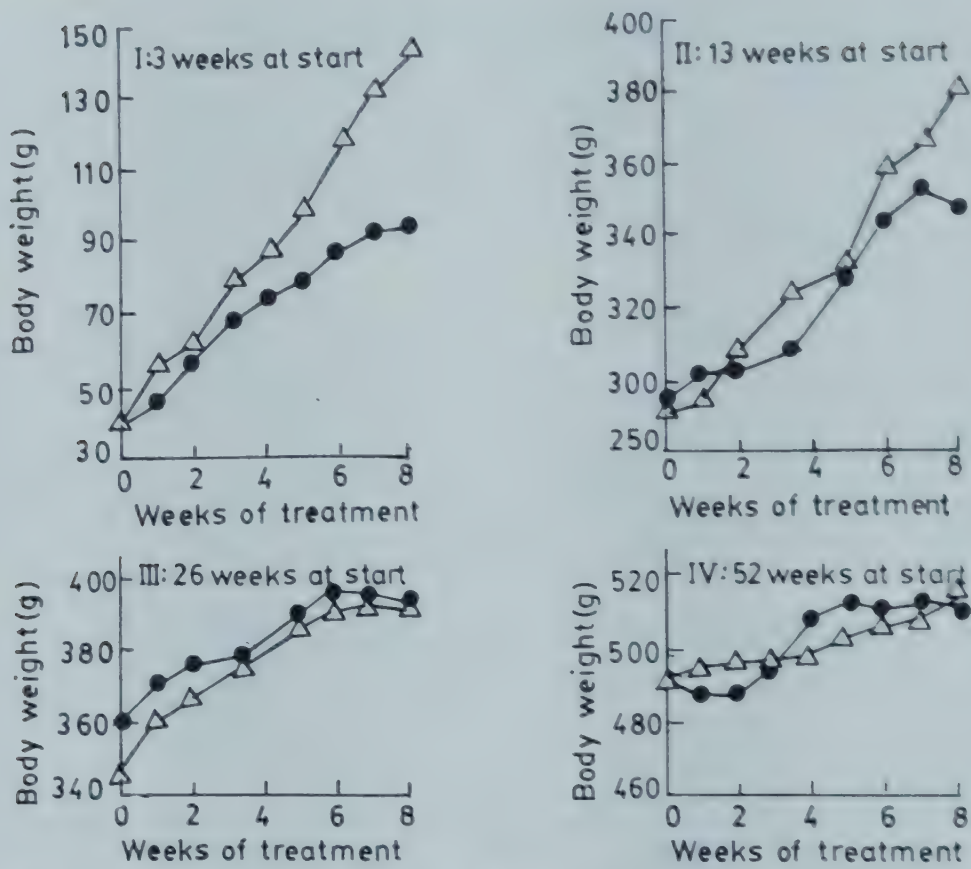 I:3 weeks at start
150
130
110
90
70
50
30
Body weight(g)
0 2 4 6 8
Weeks of treatment
II: 13 weeks at start
400
380
360
340
320
300
250
Body weight (g)
0 2 4 6 8
Weeks of treatment
III: 26 weeks at start
400
380
360
340
Body weight(g)
0 2 4 6 8
Weeks of treatment
IV: 52 weeks at start
520
500
480
460
Body weight(g)
0 2 4 6 8
Weeks of treatment